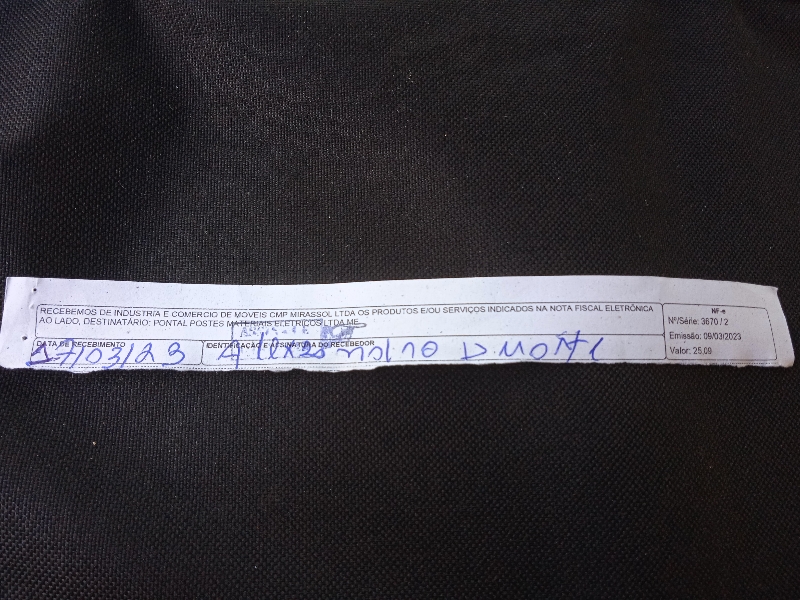 RECEBEMOS DE INDUSTRIA E COMERCIO DE MOVEIS CMP MIRASSOL LTDA OS PRODUTOS E/OU SERVIÇOS INDICADOS NA NOTA FISCAL ELETRÔNICA
AO LADO, DESTINATÁRIO: PONTAL POSTES MATERIAIS ELETRICOS LTDA ME
DATA DE RECEBIMENTO
17/03/23
IDENTIFICAÇÃO E ASSINATURA DO RECEBEDOR
NF-e
Nº/Série: 3670 / 2
Emissão: 09/03/2023
Valor: 25,09